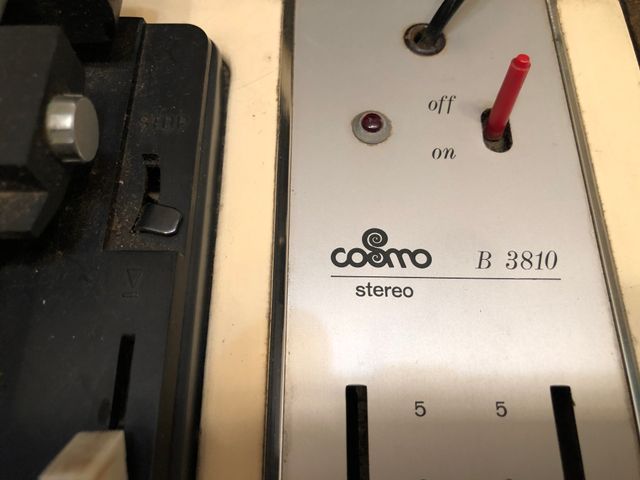 off
on
cosmo
B 3810
stereo
5 5